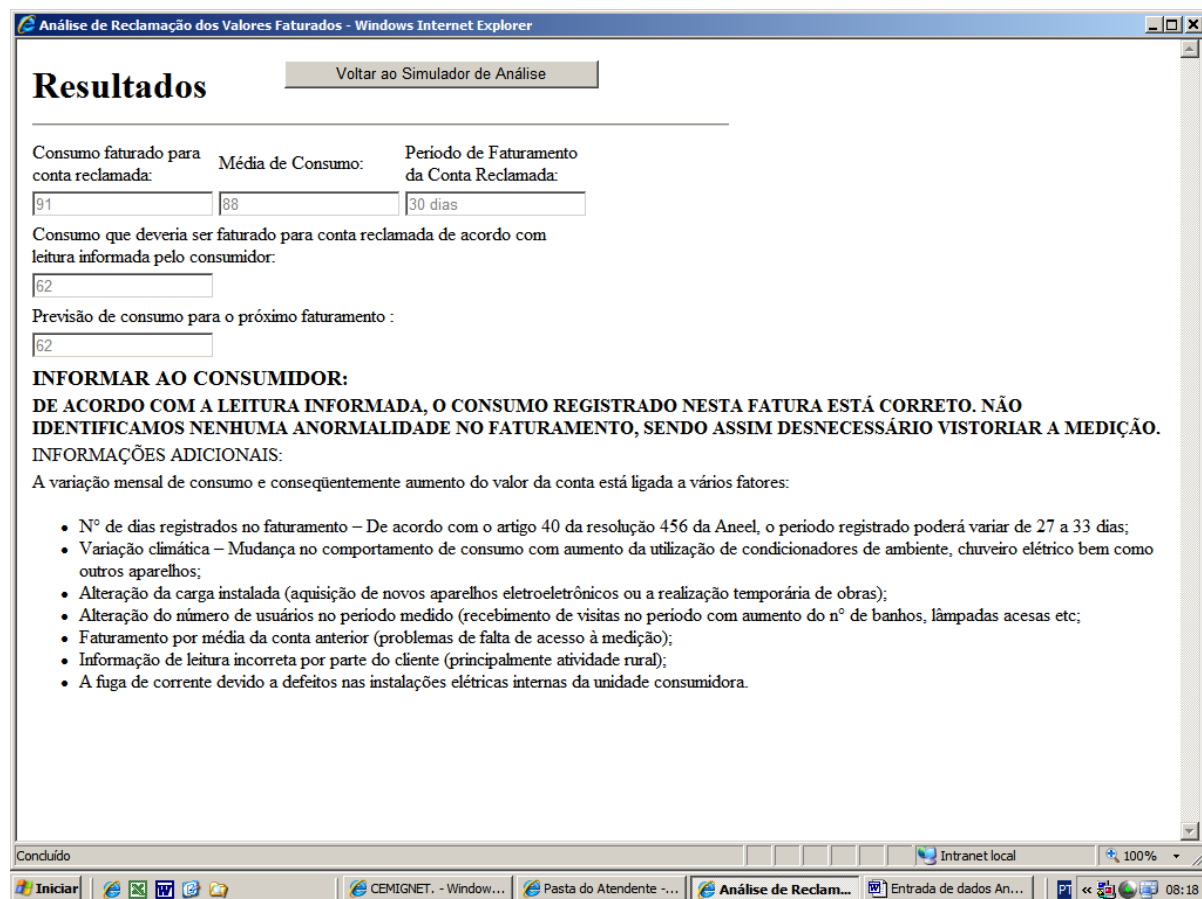 Análise de Reclamação dos Valores Faturados - Windows Internet Explorer
Resultados
Voltar ao Simulador de Análise
Consumo faturado para
conta reclamada:
Média de Consumo:
Período de Faturamento
da Conta Reclamada:
91
88
30 dias
Consumo que deveria ser faturado para conta reclamada de acordo com
leitura informada pelo consumidor:
62
Previsão de consumo para o próximo faturamento :
62
INFORMAR AO CONSUMIDOR:
DE ACORDO COM A LEITURA INFORMADA, O CONSUMO REGISTRADO NESTA FATURA ESTÁ CORRETO. NÃO
IDENTIFICAMOS NENHUMA ANORMALIDADE NO FATURAMENTO, SENDO ASSIM DESNECESSÁRIO VISTORIAR A MEDIÇÃO.
INFORMAÇÕES ADICIONAIS:
A variação mensal de consumo e conseqüentemente aumento do valor da conta está ligada a vários fatores:
• N° de dias registrados no faturamento – De acordo com o artigo 40 da resolução 456 da Aneel, o período registrado poderá variar de 27 a 33 dias;
• Variação climática – Mudança no comportamento de consumo com aumento da utilização de condicionadores de ambiente, chuveiro elétrico bem como
outros aparelhos;
• Alteração da carga instalada (aquisição de novos aparelhos eletroeletrônicos ou a realização temporária de obras);
• Alteração do número de usuários no período medido (recebimento de visitas no período com aumento do n° de banhos, lâmpadas acesas etc;
• Faturamento por média da conta anterior (problemas de falta de acesso à medição);
• Informação de leitura incorreta por parte do cliente (principalmente atividade rural);
• A fuga de corrente devido a defeitos nas instalações elétricas internas da unidade consumidora.
Concluído
Intranet local
100%
Iniciar
CEMIGNET. - Window...
Pasta do Atendente -...
Análise de Reclam...
Entrada de dados An...
PT
«
08:18